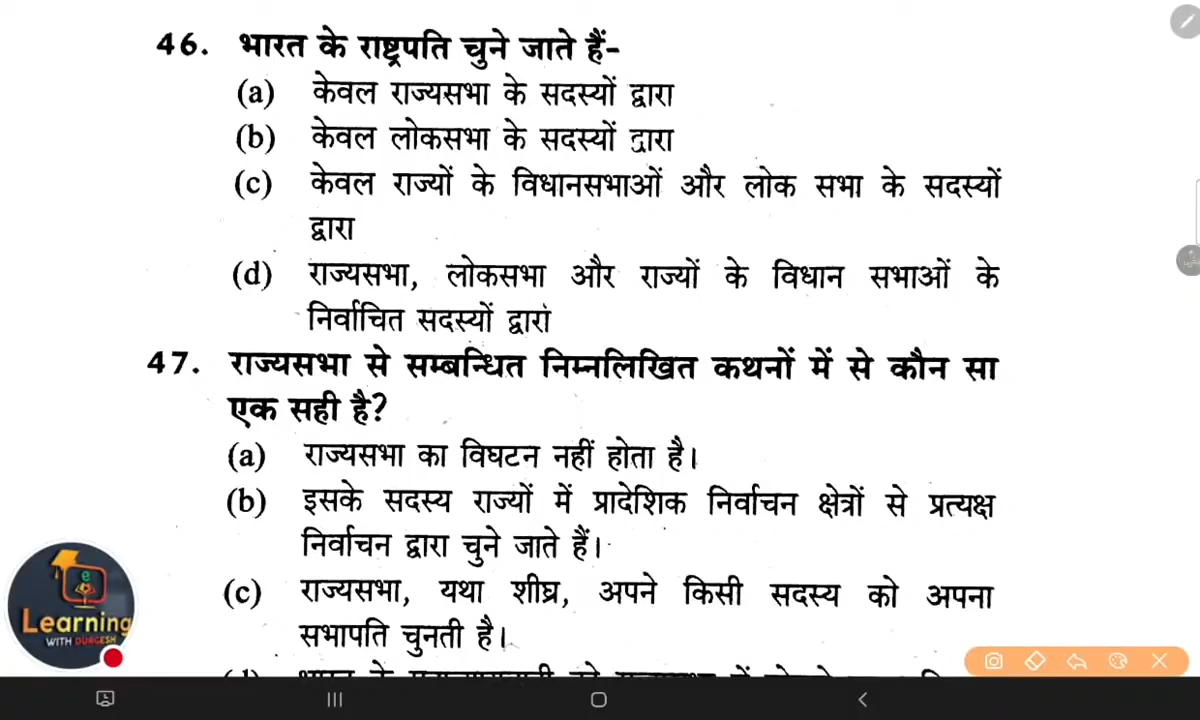 46. भारत के राष्ट्रपति चुने जाते हैं-
(a) केवल राज्यसभा के सदस्यों द्वारा
(b) केवल लोकसभा के सदस्यों द्वारा
(c) केवल राज्यों के विधानसभाओं और लोक सभा के सदस्यों
द्वारा
(d) राज्यसभा, लोकसभा और राज्यों के विधान सभाओं के
निर्वाचित सदस्यों द्वारा
47. राज्यसभा से सम्बन्धित निम्नलिखित कथनों में से कौन सा
एक सही है?
(a) राज्यसभा का विघटन नहीं होता है।
(b) इसके सदस्य राज्यों में प्रादेशिक निर्वाचन क्षेत्रों से प्रत्यक्ष
निर्वाचन द्वारा चुने जाते हैं।
(c) राज्यसभा, यथा शीघ्र, अपने किसी सदस्य को अपना
सभापति चुनती है।
e
Learning
WITH DURGESH